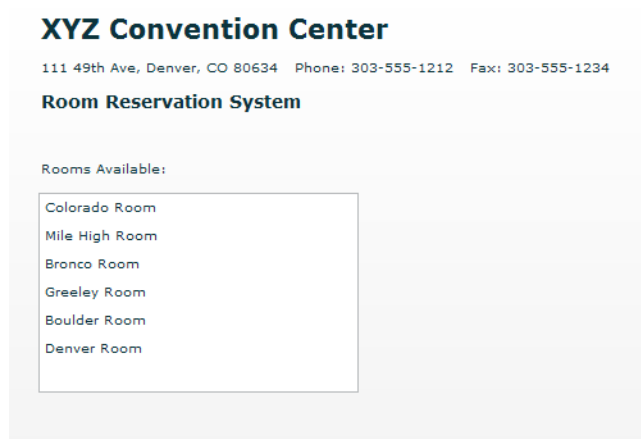 XYZ Convention Center
111 49th Ave, Denver, CO 80634 Phone: 303-555-1212 Fax: 303-555-1234
Room Reservation System
Rooms Available:
Colorado Room
Mile High Room
Bronco Room
Greeley Room
Boulder Room
Denver Room